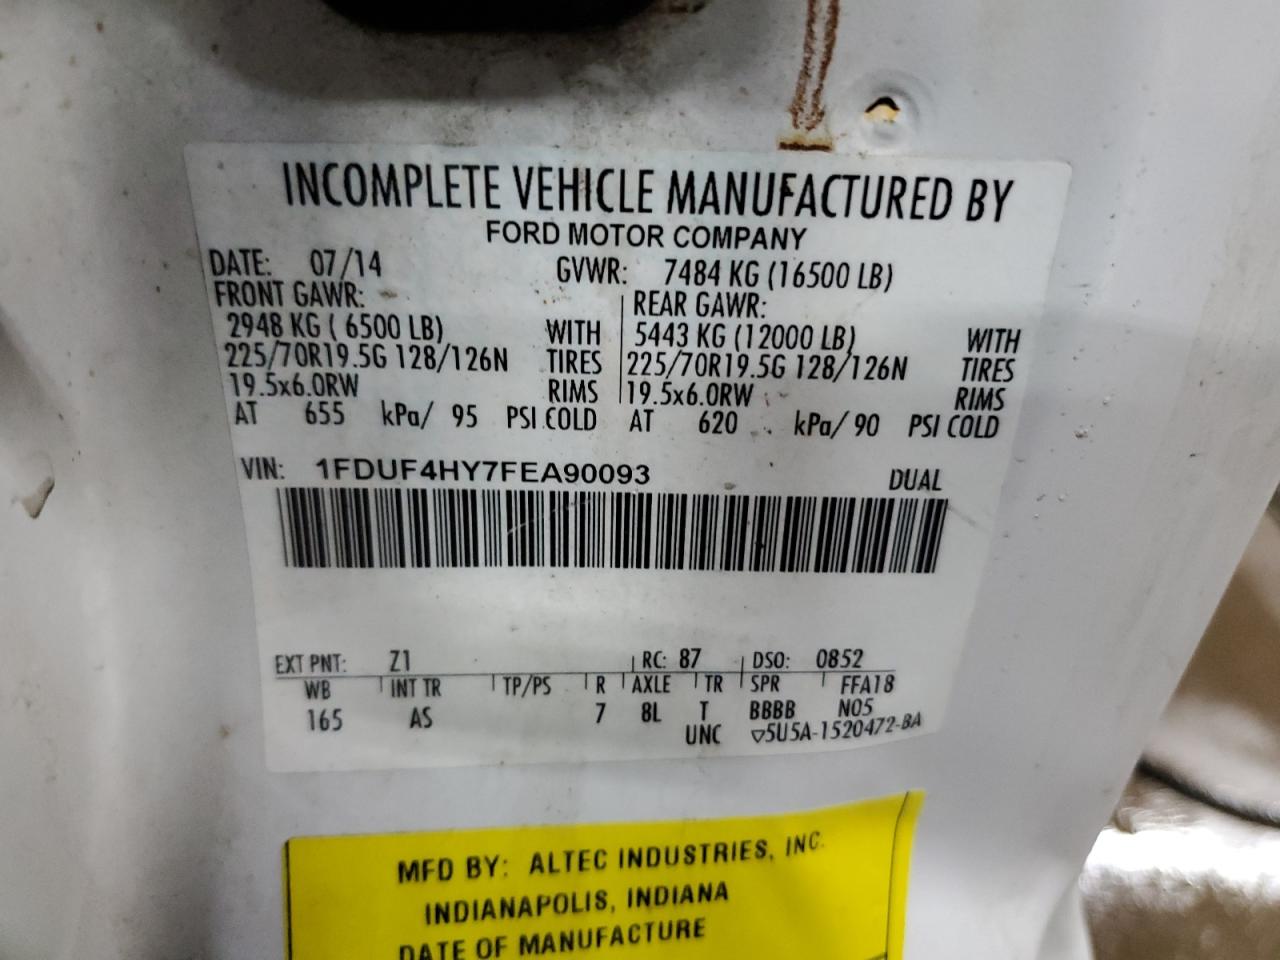 INCOMPLETE VEHICLE MANUFACTURED BY
FORD MOTOR COMPANY
DATE: 07/14 GVWR: 7484 KG (16500 LB)
FRONT GAWR: REAR GAWR:
2948 KG ( 6500 LB) WITH 5443 KG (12000 LB) WITH
225/70R19.5G 128/126N TIRES 225/70R19.5G 128/126N TIRES
19.5x6.0RW RIMS 19.5x6.0RW RIMS
AT 655 kPa/ 95 PSI COLD AT 620 kPa/ 90 PSI COLD
VIN: 1FDUF4HY7FEA90093 DUAL
EXT PNT: Z1 RC: 87 DSO: 0852
WB INT TR TP/PS R AXLE TR SPR FFA18
165 AS 7 8L T BBBB N05
UNC ▽5U5A-1520472-BA
MFD BY: ALTEC INDUSTRIES, INC.
INDIANAPOLIS, INDIANA
DATE OF MANUFACTURE